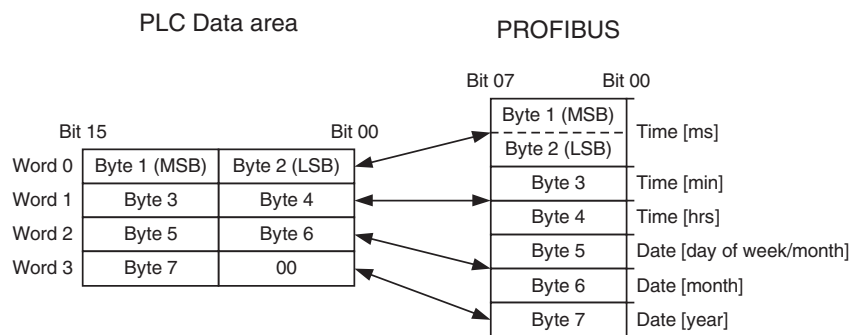 PLC Data area
PROFIBUS
Bit 07 Bit 00
Byte 1 (MSB)
Byte 2 (LSB)
Time [ms]
Byte 3 Time [min]
Byte 4 Time [hrs]
Byte 5 Date [day of week/month]
Byte 6 Date [month]
Byte 7 Date [year]
Bit 15 Bit 00
Word 0 Byte 1 (MSB) Byte 2 (LSB)
Word 1 Byte 3 Byte 4
Word 2 Byte 5 Byte 6
Word 3 Byte 7 00